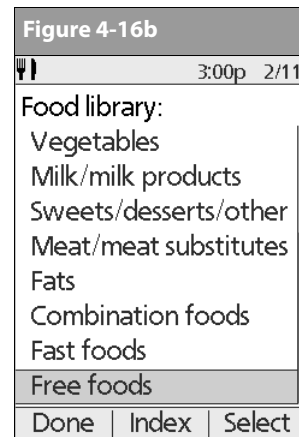 Figure 4-16b
3:00p 2/11
Food library:
Vegetables
Milk/milk products
Sweets/desserts/other
Meat/meat substitutes
Fats
Combination foods
Fast foods
Free foods
Done | Index | Select